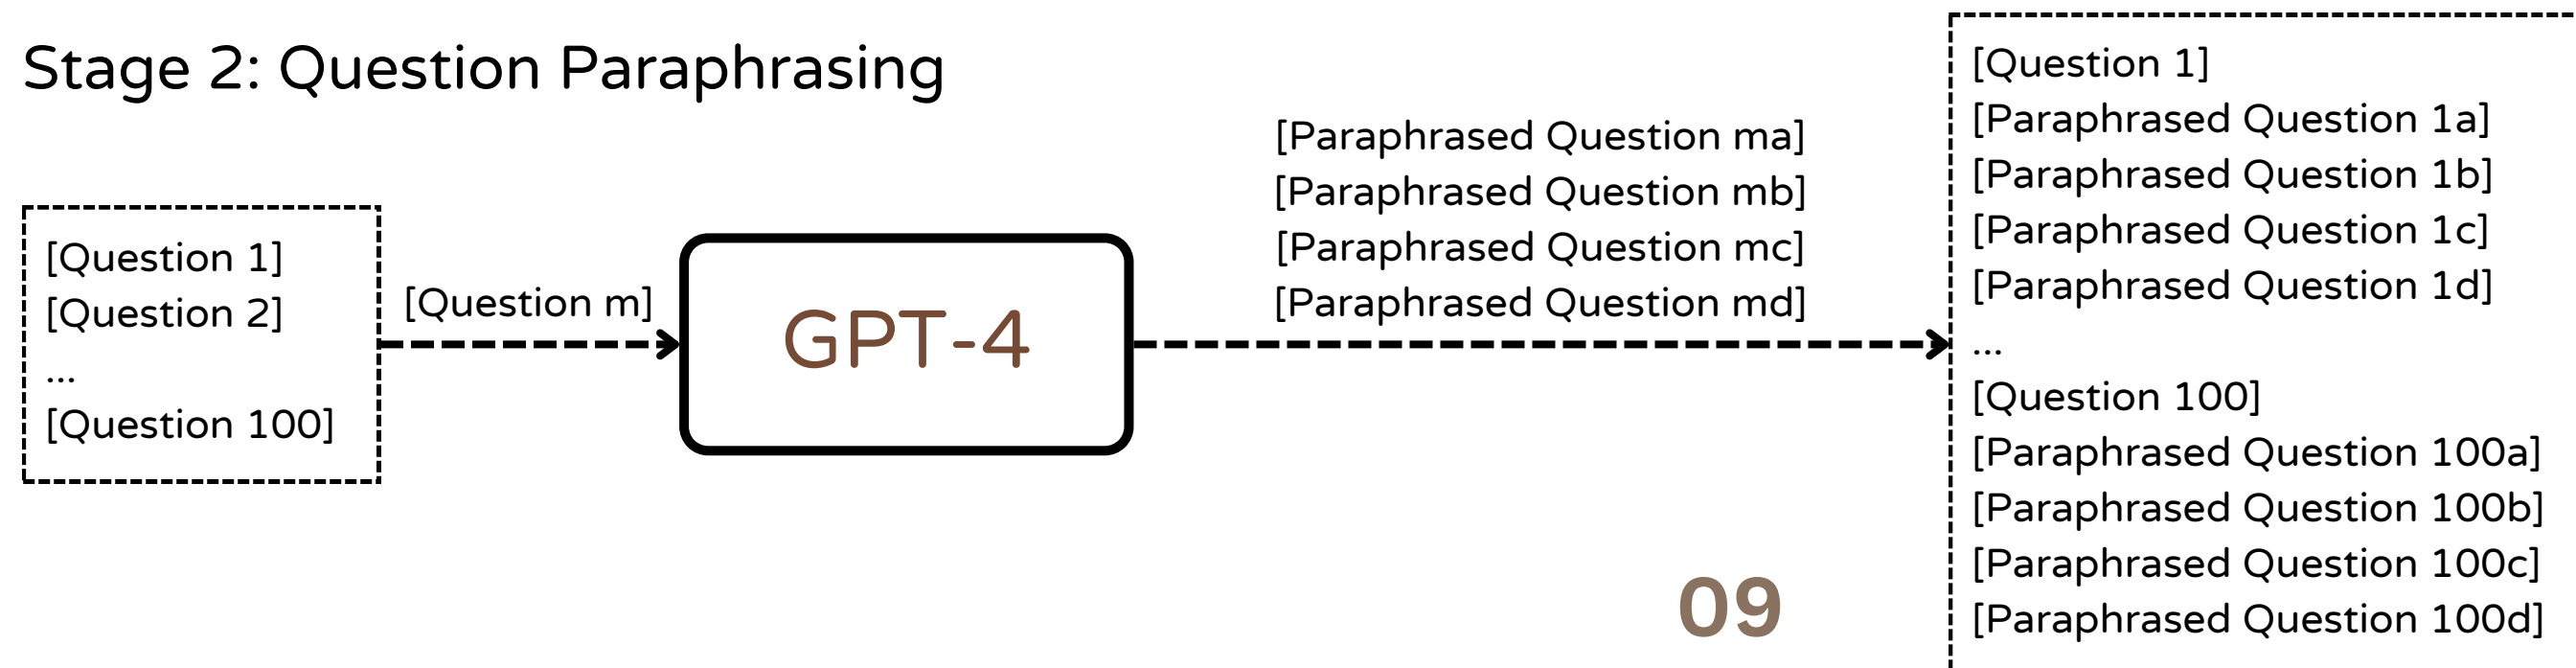 Stage 2: Question Paraphrasing
[Question 1]
[Question 2]
...
[Question 100]
[Question m]
GPT-4
[Paraphrased Question ma]
[Paraphrased Question mb]
[Paraphrased Question mc]
[Paraphrased Question md]
[Question 1]
[Paraphrased Question 1a]
[Paraphrased Question 1b]
[Paraphrased Question 1c]
[Paraphrased Question 1d]
...
[Question 100]
[Paraphrased Question 100a]
[Paraphrased Question 100b]
[Paraphrased Question 100c]
[Paraphrased Question 100d]
09